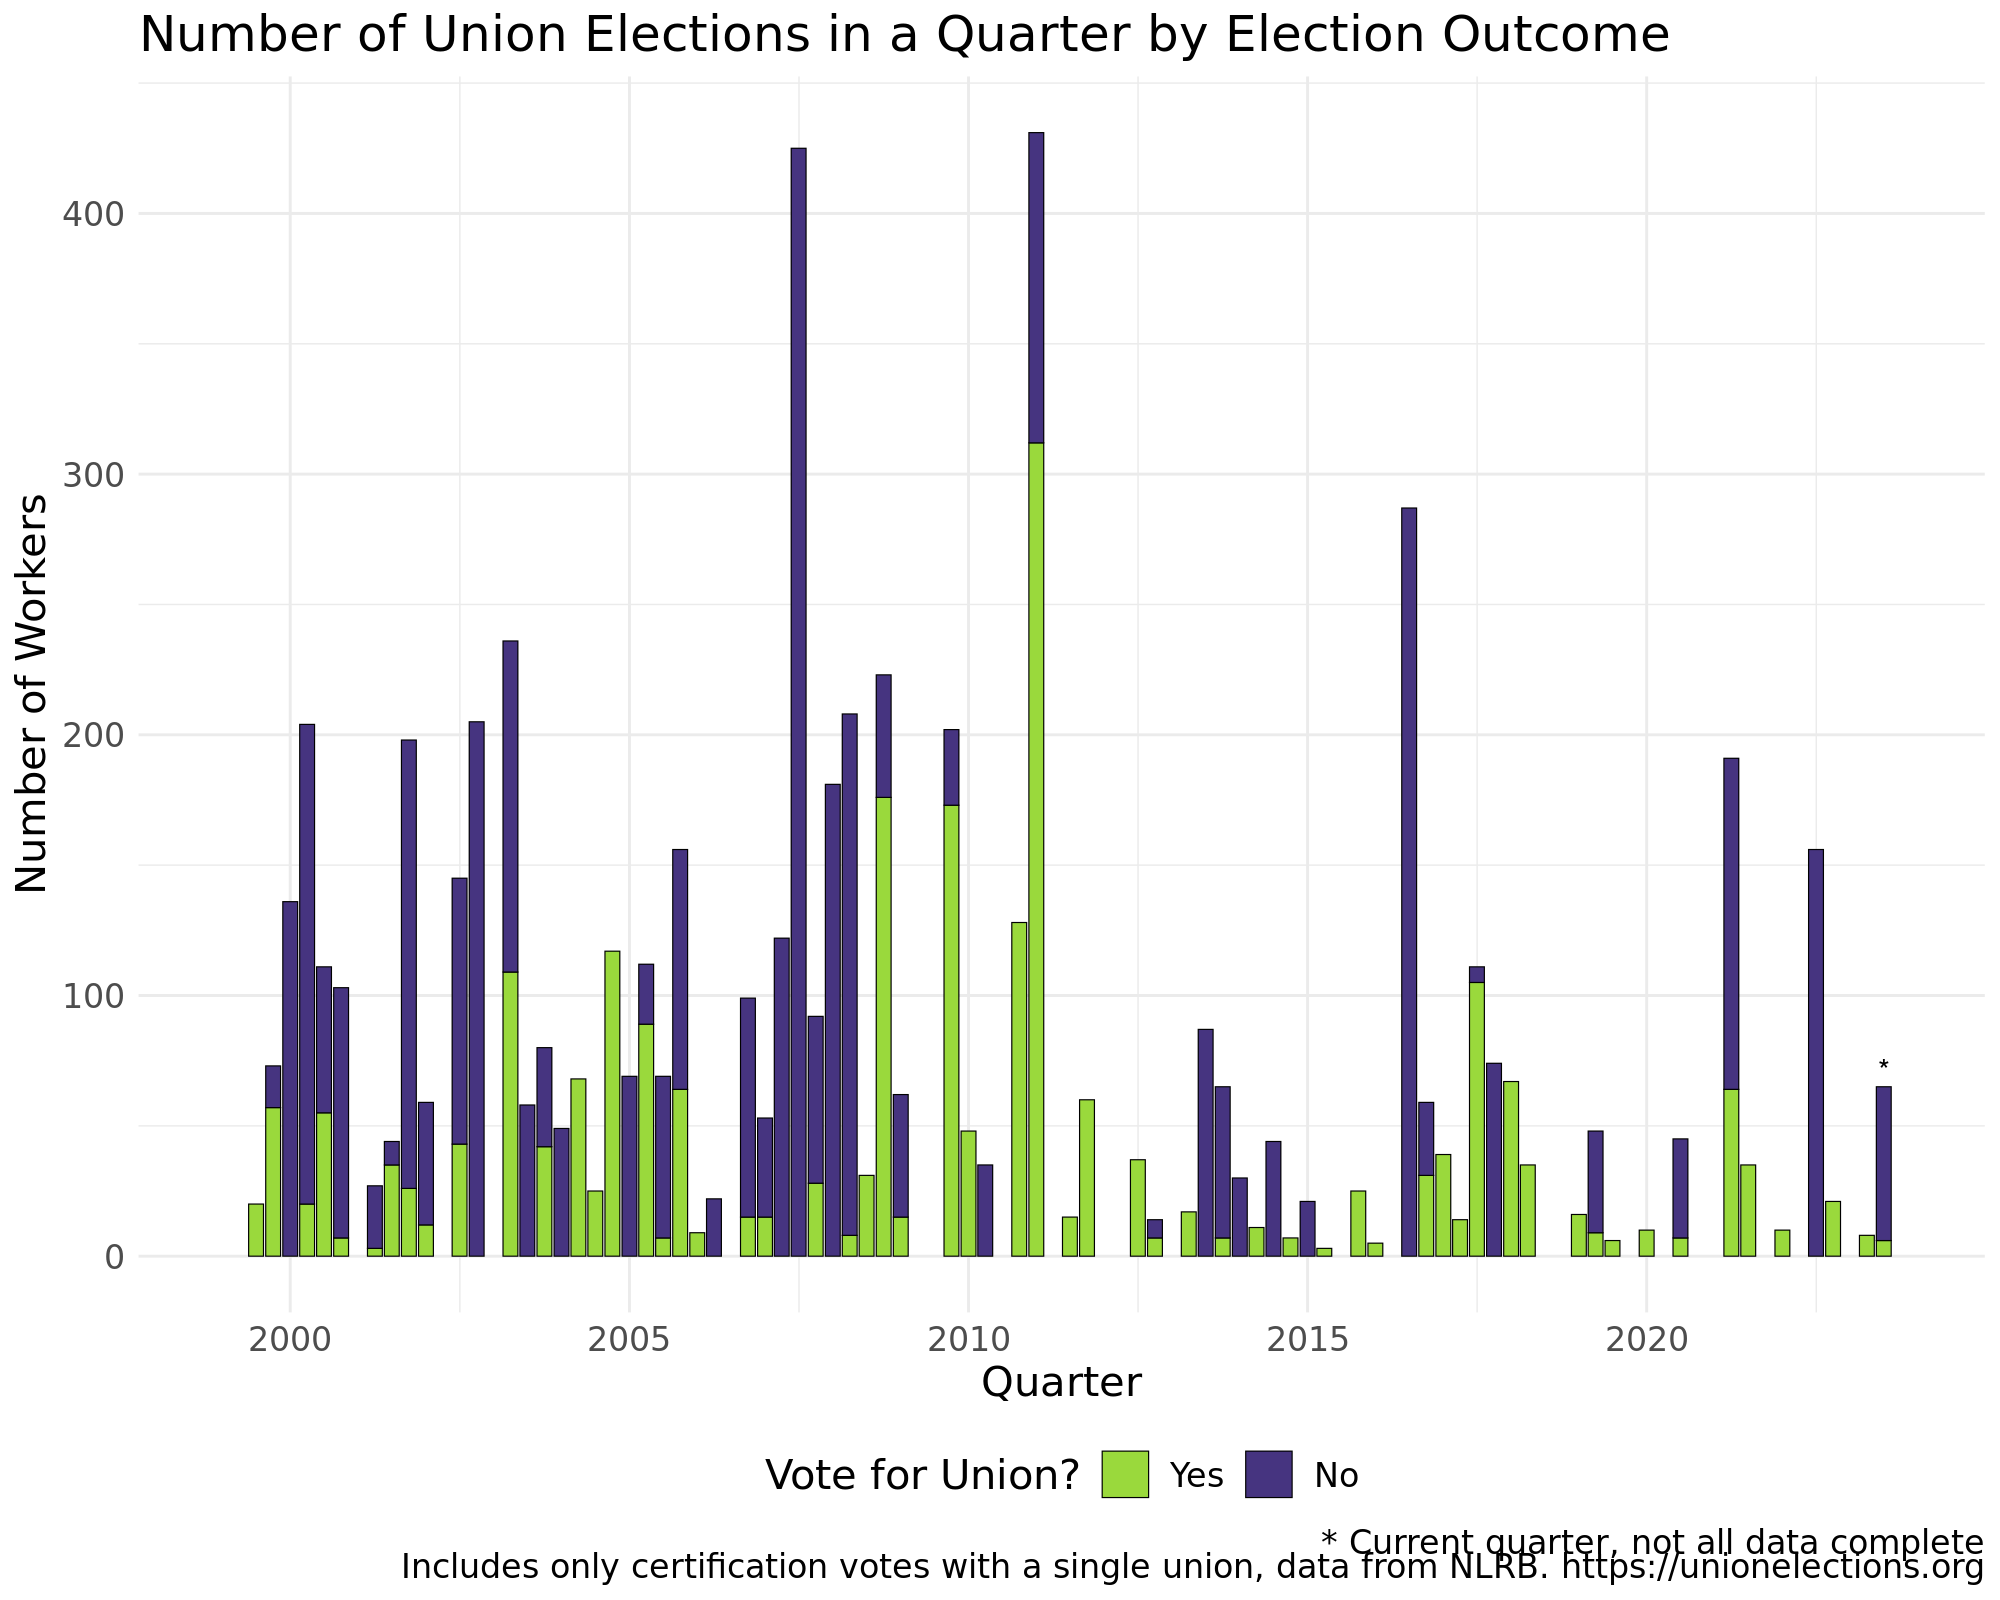 Number of Union Elections in a Quarter by Election Outcome
Number of Workers
400
300
200
100
0
*
2000 2005 2010 2015 2020
Quarter
Vote for Union? Yes No
* Current quarter, not all data complete
Includes only certification votes with a single union, data from NLRB. https://unionelections.org